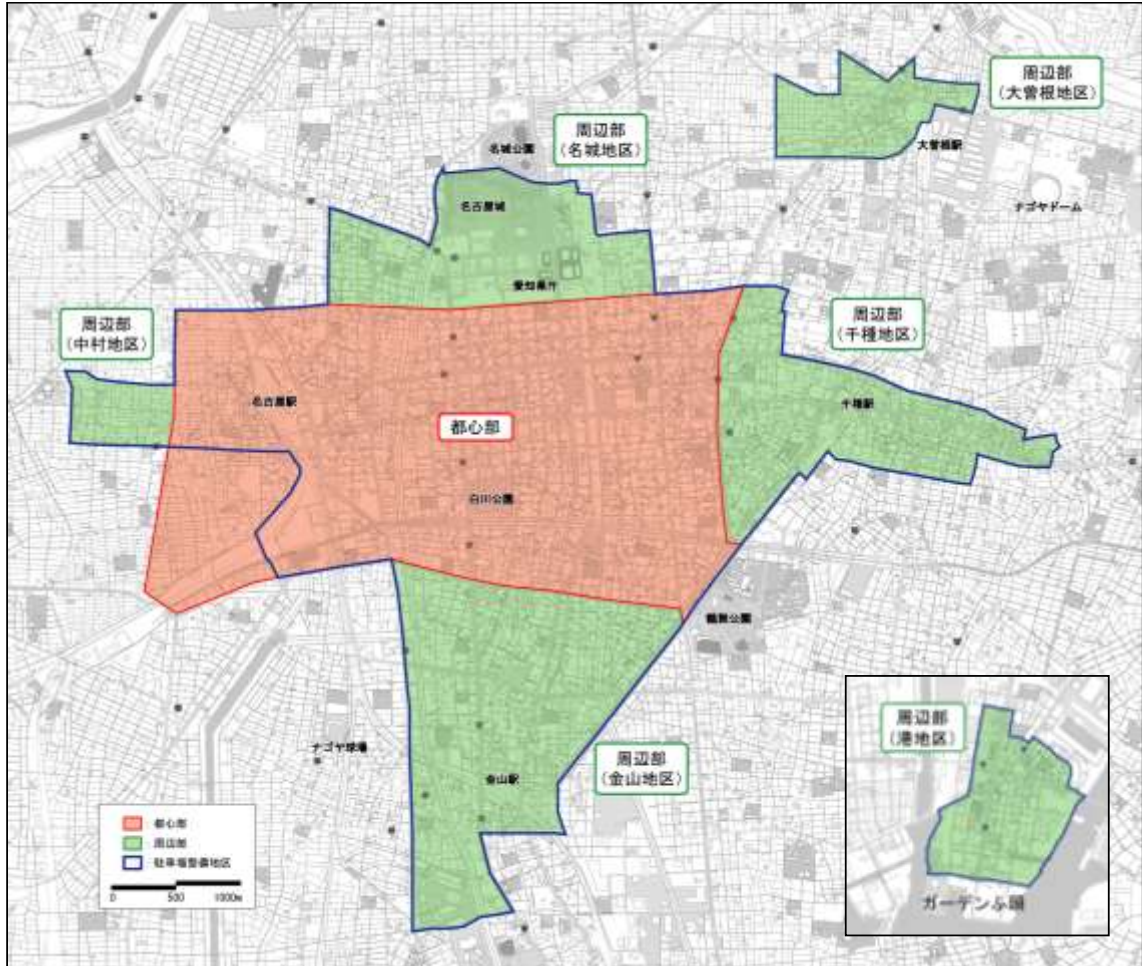 周辺部
(大曽根地区)
周辺部
(名城地区)
名城公園
大曽根駅
名古屋城
ナゴヤドーム
愛知県庁
周辺部
(中村地区)
周辺部
(千種地区)
名古屋駅
千種駅
都心部
白川公園
鶴舞公園
周辺部
(港地区)
ナゴヤ球場
周辺部
(金山地区)
金山駅
都心部
周辺部
駐車場整備地区
0 500 1000m
ガーデンふ頭